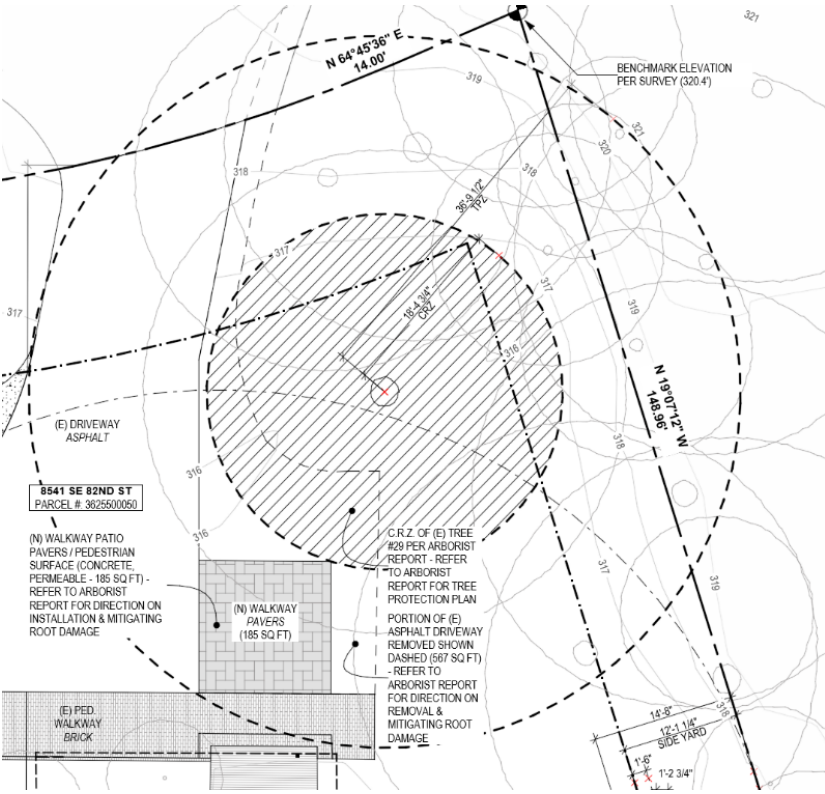 321
N 64°45'36" E
14.00'
BENCHMARK ELEVATION
PER SURVEY (320.4')
319
321
320
318
318
36'-9 1/2"
TPZ
317
317
317
18'-4 3/4"
CRZ
319
316
N 19°07'12" W
148.96'
(E) DRIVEWAY
ASPHALT
318
316
8541 SE 82ND ST
PARCEL #: 3625500050
316
(N) WALKWAY PATIO
PAVERS / PEDESTRIAN
SURFACE (CONCRETE,
PERMEABLE - 185 SQ FT) -
REFER TO ARBORIST
REPORT FOR DIRECTION ON
INSTALLATION & MITIGATING
ROOT DAMAGE
C.R.Z. OF (E) TREE
#29 PER ARBORIST
REPORT - REFER
TO ARBORIST
REPORT FOR TREE
PROTECTION PLAN
317
319
(N) WALKWAY
PAVERS
(185 SQ FT)
PORTION OF (E)
ASPHALT DRIVEWAY
REMOVED SHOWN
DASHED (567 SQ FT)
- REFER TO
ARBORIST REPORT
FOR DIRECTION ON
REMOVAL &
MITIGATING ROOT
DAMAGE
(E) PED.
WALKWAY
BRICK
318
14'-8"
12'-1 1/4"
SIDE YARD
1'-6"
1'-2 3/4"